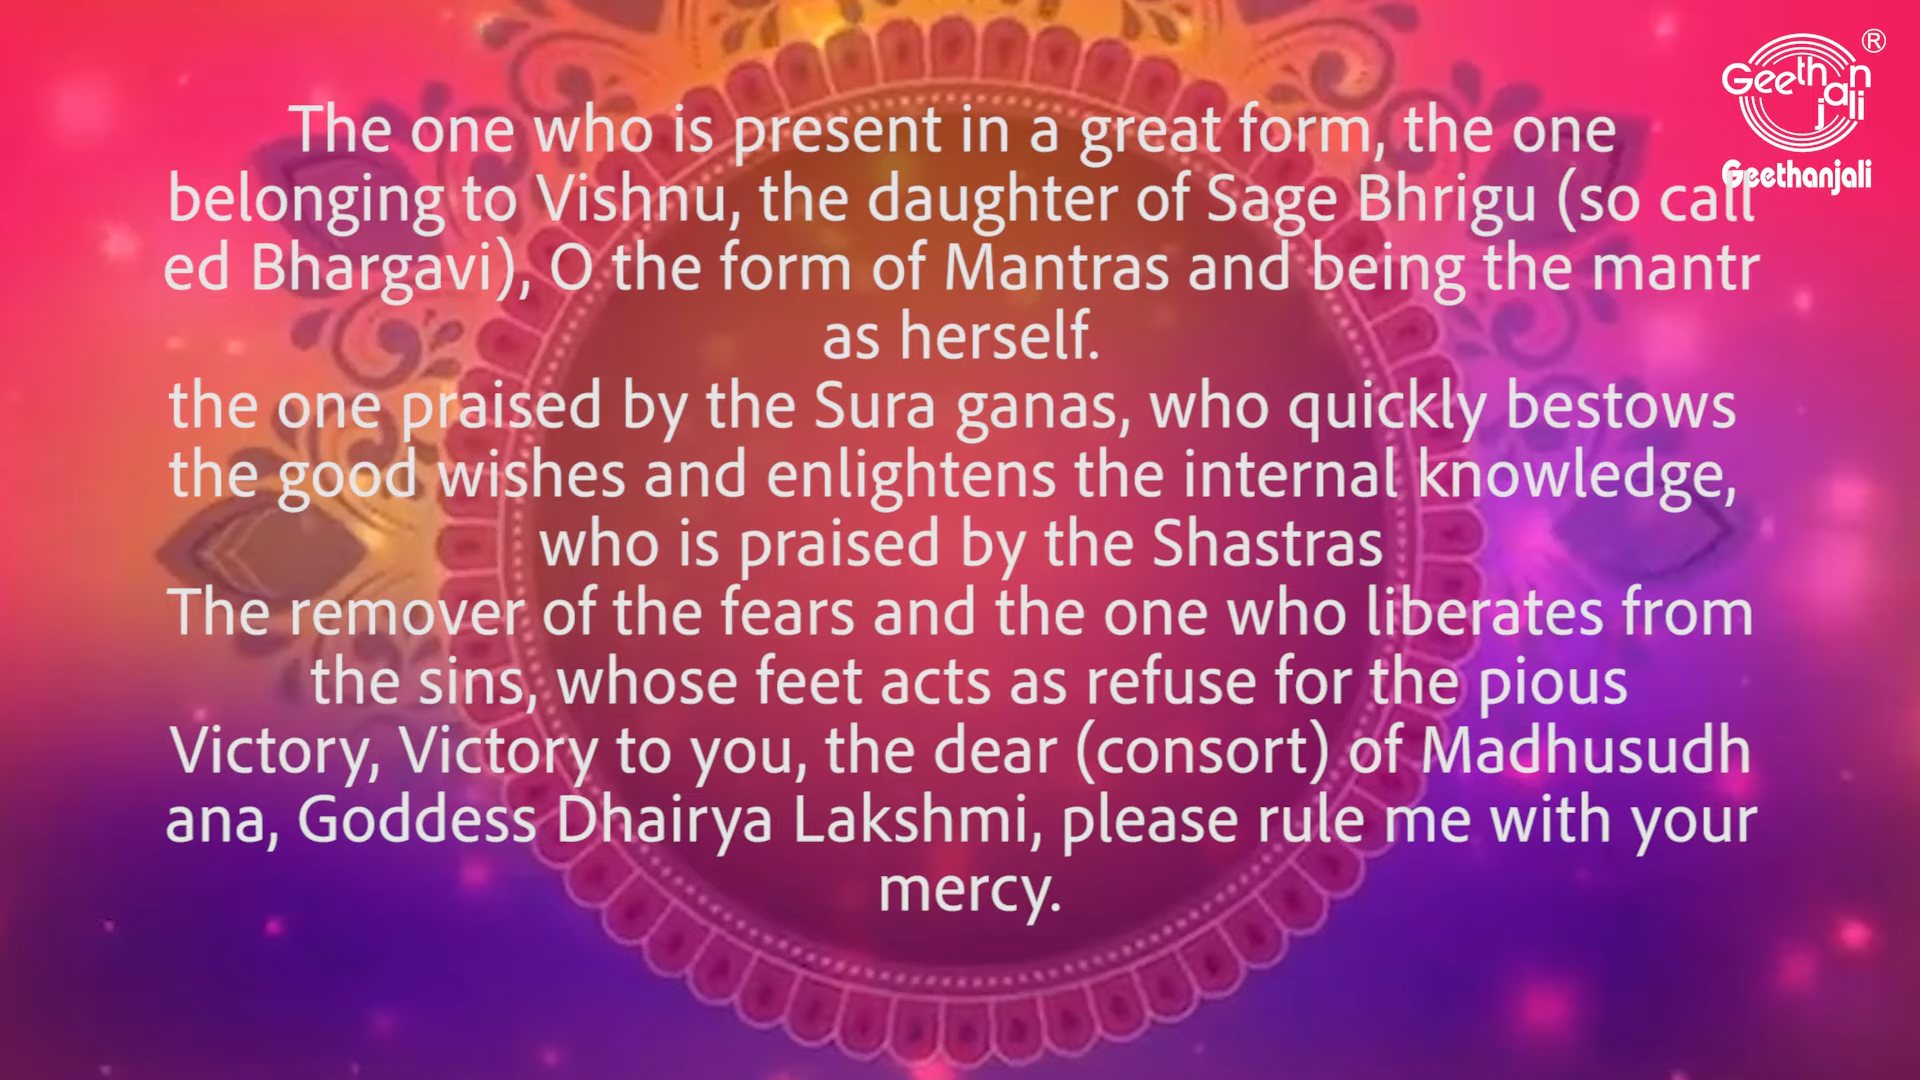 Geethanjali
®
Geethanjali
The one who is present in a great form, the one
belonging to Vishnu, the daughter of Sage Bhrigu (so call
ed Bhargavi), O the form of Mantras and being the mantr
as herself.
the one praised by the Sura ganas, who quickly bestows
the good wishes and enlightens the internal knowledge,
who is praised by the Shastras
The remover of the fears and the one who liberates from
the sins, whose feet acts as refuse for the pious
Victory, Victory to you, the dear (consort) of Madhusudh
ana, Goddess Dhairya Lakshmi, please rule me with your
mercy.